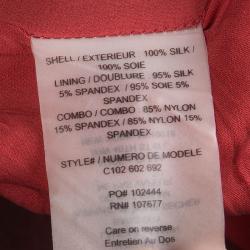 SHELL / EXTERIEUR 100% SILK /
100% SOIE
LINING / DOUBLURE 95% SILK
5% SPANDEX / 95% SOIE 5%
SPANDEX
COMBO / COMBO 85% NYLON
15% SPANDEX / 85% NYLON 15%
SPANDEX
STYLE# / NUMERO DE MODELE
C102 602 692
PO# 102444
RN# 107677
Care on reverse
Entretien Au Dos